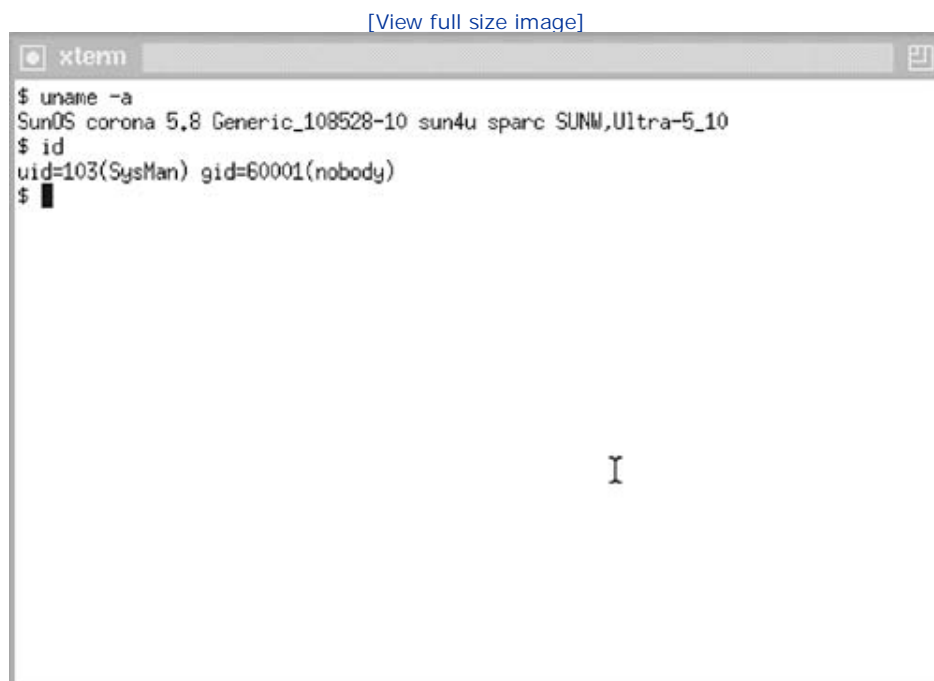 [View full size image]
xterm
$ uname -a
SunOS corona 5.8 Generic_108528-10 sun4u sparc SUNW,Ultra-5_10
$ id
uid=103(SysMan) gid=60001(nobody)
$